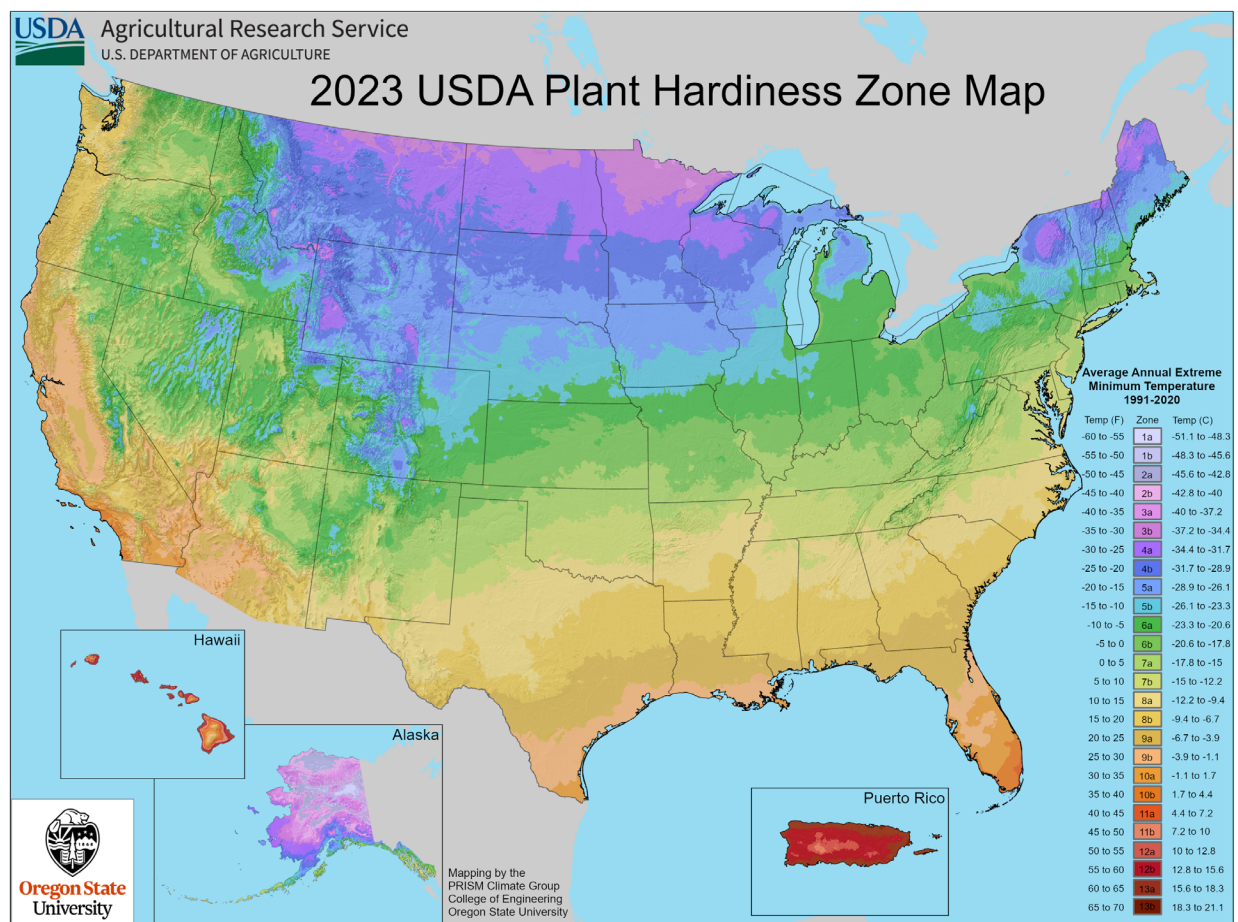 USDA
Agricultural Research Service
U.S. DEPARTMENT OF AGRICULTURE
2023 USDA Plant Hardiness Zone Map
Average Annual Extreme
Minimum Temperature
1991-2020
Temp (F) Zone Temp (C)
-60 to -55 1a -51.1 to -48.3
-55 to -50 1b -48.3 to -45.6
-50 to -45 2a -45.6 to -42.8
-45 to -40 2b -42.8 to -40
-40 to -35 3a -40 to -37.2
-35 to -30 3b -37.2 to -34.4
-30 to -25 4a -34.4 to -31.7
-25 to -20 4b -31.7 to -28.9
-20 to -15 5a -28.9 to -26.1
-15 to -10 5b -26.1 to -23.3
-10 to -5 6a -23.3 to -20.6
-5 to 0 6b -20.6 to -17.8
0 to 5 7a -17.8 to -15
5 to 10 7b -15 to -12.2
10 to 15 8a -12.2 to -9.4
15 to 20 8b -9.4 to -6.7
20 to 25 9a -6.7 to -3.9
25 to 30 9b -3.9 to -1.1
30 to 35 10a -1.1 to 1.7
35 to 40 10b 1.7 to 4.4
40 to 45 11a 4.4 to 7.2
45 to 50 11b 7.2 to 10
50 to 55 12a 10 to 12.8
55 to 60 12b 12.8 to 15.6
60 to 65 13a 15.6 to 18.3
65 to 70 13b 18.3 to 21.1
Hawaii
Alaska
Puerto Rico
Mapping by the
PRISM Climate Group
College of Engineering
Oregon State University
Oregon State
University